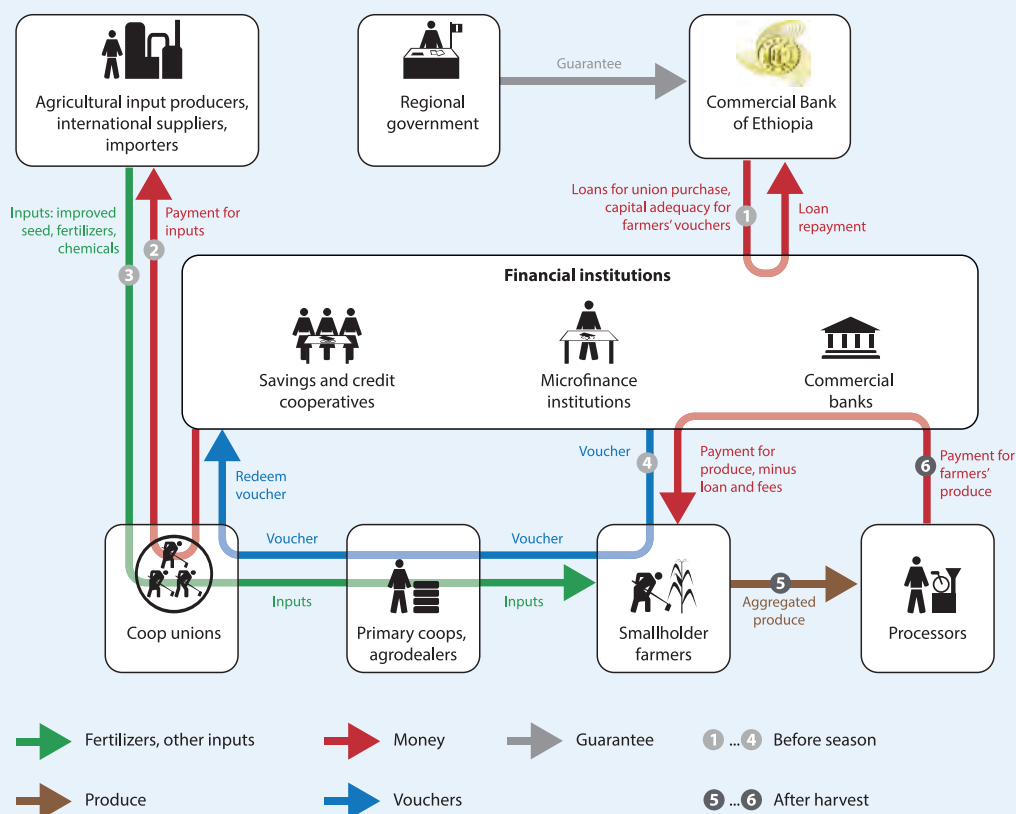 Agricultural input producers,
international suppliers,
importers
Regional
government
Guarantee
Commercial Bank
of Ethiopia
Inputs: improved
seed, fertilizers,
chemicals
3
Payment for
inputs
2
Loans for union purchase,
capital adequacy for
farmers' vouchers
1
Loan
repayment
Financial institutions
Savings and credit
cooperatives
Microfinance
institutions
Commercial
banks
Redeem
voucher
Voucher
4
Payment for
produce, minus
loan and fees
6
Payment for
farmers'
produce
Voucher
Voucher
Inputs
Inputs
5
Aggregated
produce
Coop unions
Primary coops,
agrodealers
Smallholder
farmers
Processors
Fertilizers, other inputs
Money
Guarantee
1 ... 4 Before season
Produce
Vouchers
5 ... 6 After harvest